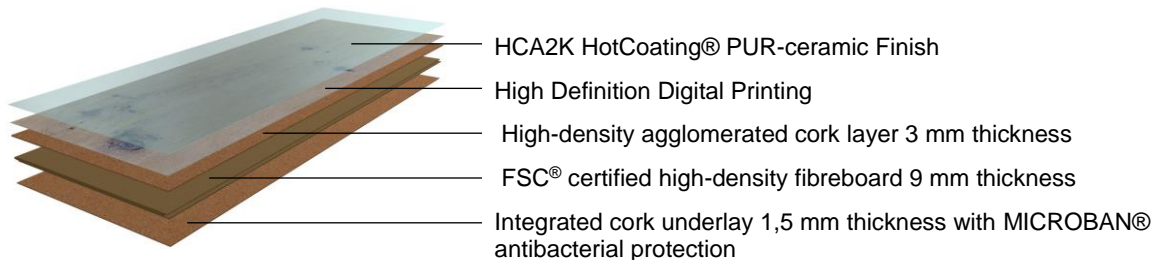 HCA2K HotCoating® PUR-ceramic Finish
High Definition Digital Printing
High-density agglomerated cork layer 3 mm thickness
FSC® certified high-density fibreboard 9 mm thickness
Integrated cork underlay 1,5 mm thickness with MICROBAN®
antibacterial protection